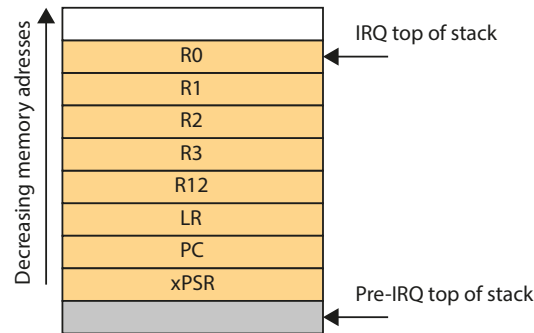 Decreasing memory adresses
IRQ top of stack
R0
R1
R2
R3
R12
LR
PC
xPSR
Pre-IRQ top of stack